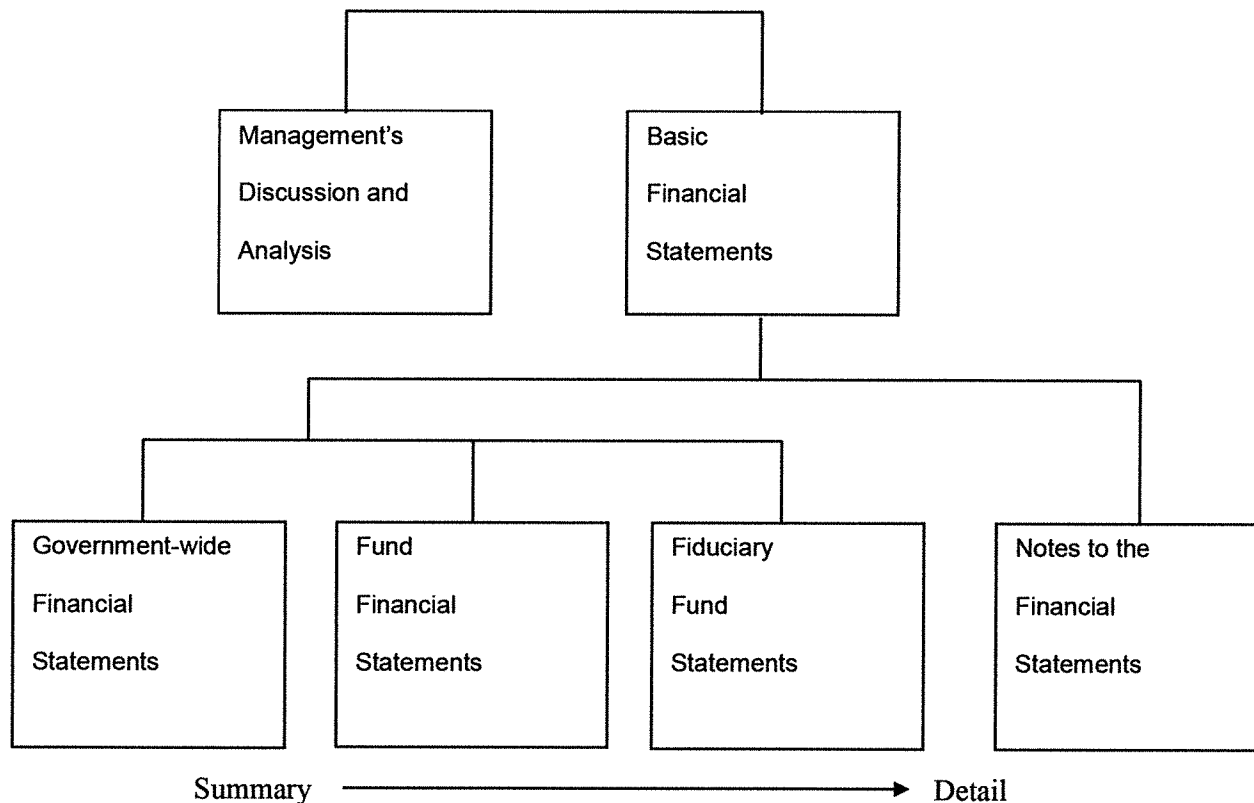 Management's
Discussion and
Analysis
Basic
Financial
Statements
Government-wide
Financial
Statements
Fund
Financial
Statements
Fiduciary
Fund
Statements
Notes to the
Financial
Statements
Summary
Detail